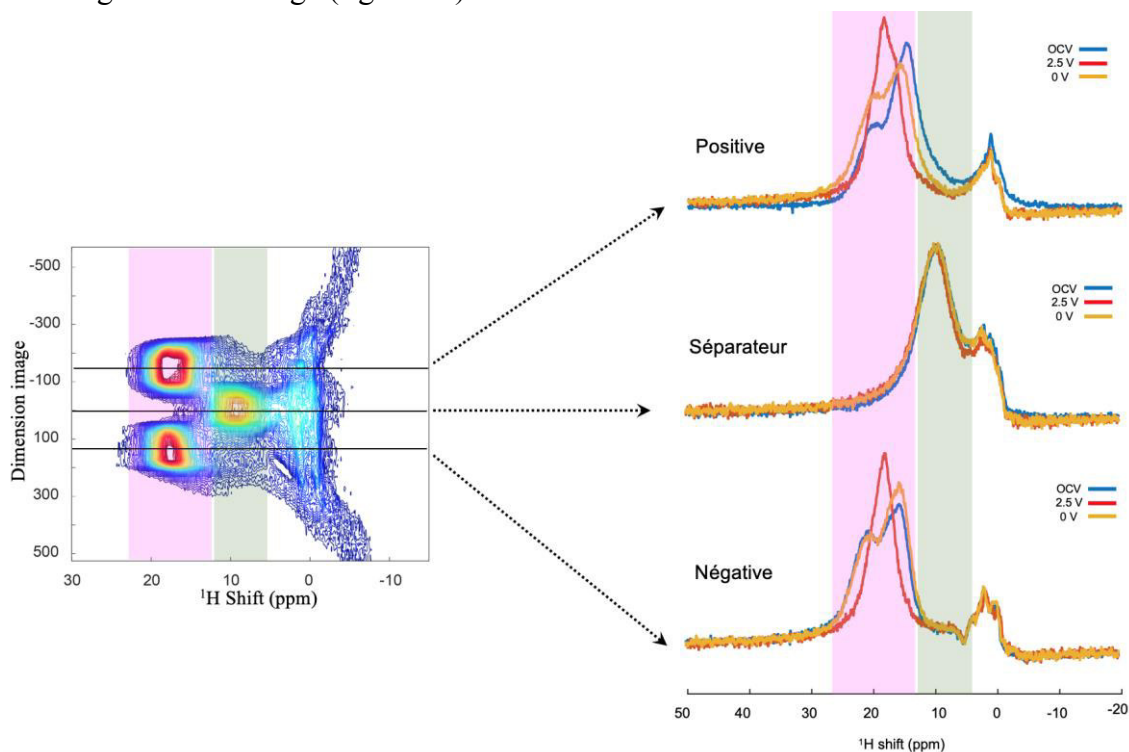 OCV
2.5 V
0 V
Positive
-500
-300
-100
100
300
500
Dimension image
30 20 10 0 -10
¹H Shift (ppm)
OCV
2.5 V
0 V
Séparateur
OCV
2.5 V
0 V
Négative
50 40 30 20 10 0 -10 -20
¹H shift (ppm)